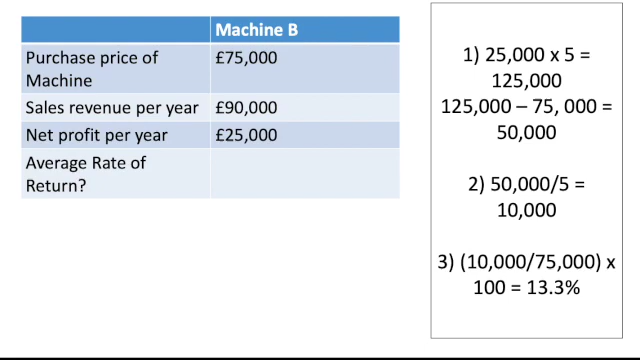 Machine B
Purchase price of £75,000
Machine
Sales revenue per year £90,000
Net profit per year £25,000
Average Rate of
Return?
1) 25,000 x 5 =
125,000
125,000 – 75, 000 =
50,000
2) 50,000/5 =
10,000
3) (10,000/75,000) x
100 = 13.3%